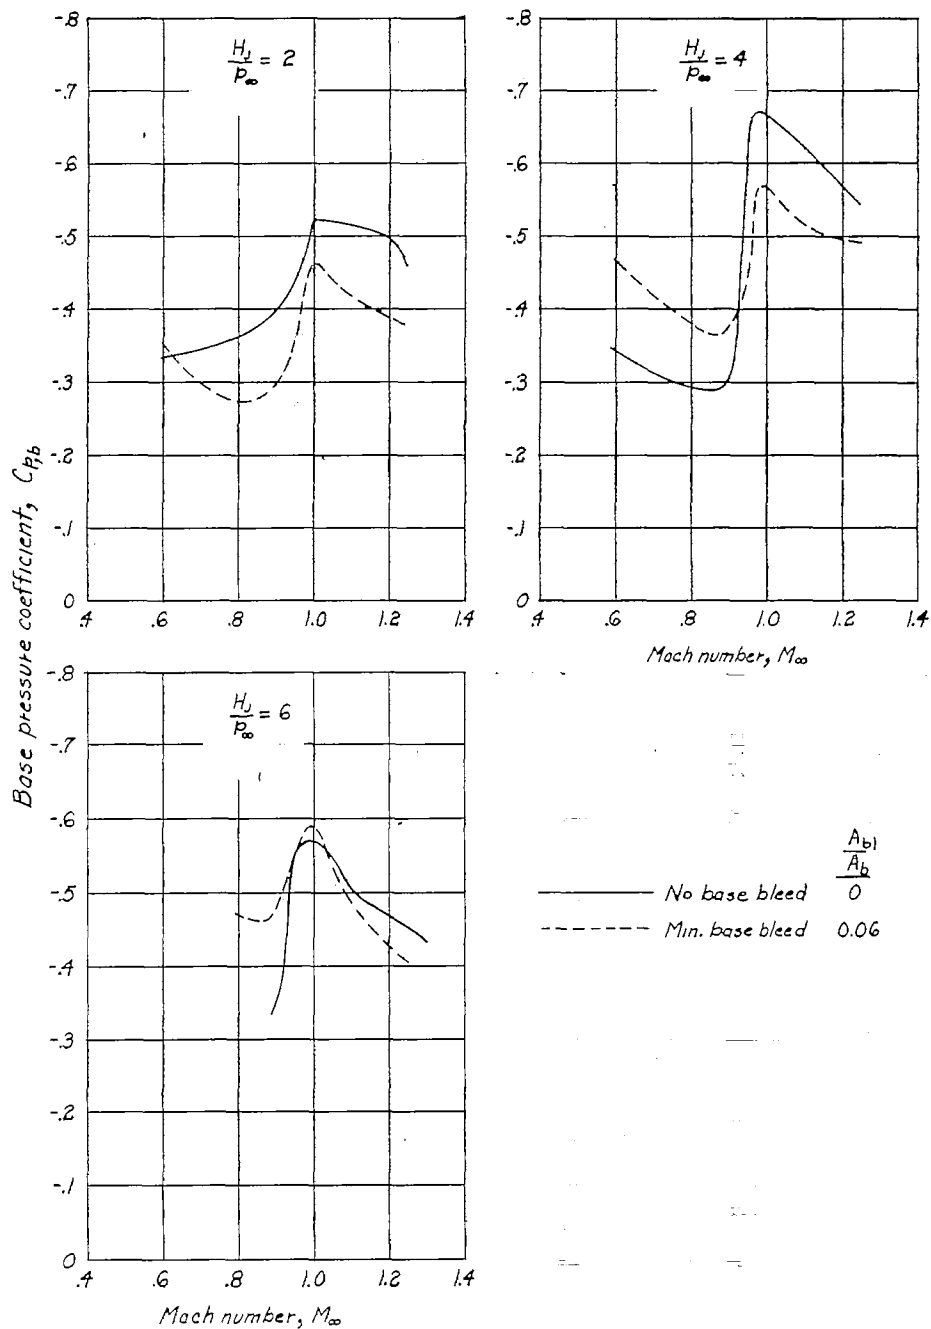 H_J/p_∞ = 2
-.8
-.7
-.6
-.5
-.4
-.3
-.2
-.1
0
.4 .6 .8 1.0 1.2 1.4
H_J/p_∞ = 4
-.8
-.7
-.6
-.5
-.4
-.3
-.2
-.1
0
.4 .6 .8 1.0 1.2 1.4
Mach number, M_∞
Base pressure coefficient, C_p,b
H_J/p_∞ = 6
-.8
-.7
-.6
-.5
-.4
-.3
-.2
-.1
0
.4 .6 .8 1.0 1.2 1.4
Mach number, M_∞
A_bl/A_b
No base bleed 0
Min. base bleed 0.06